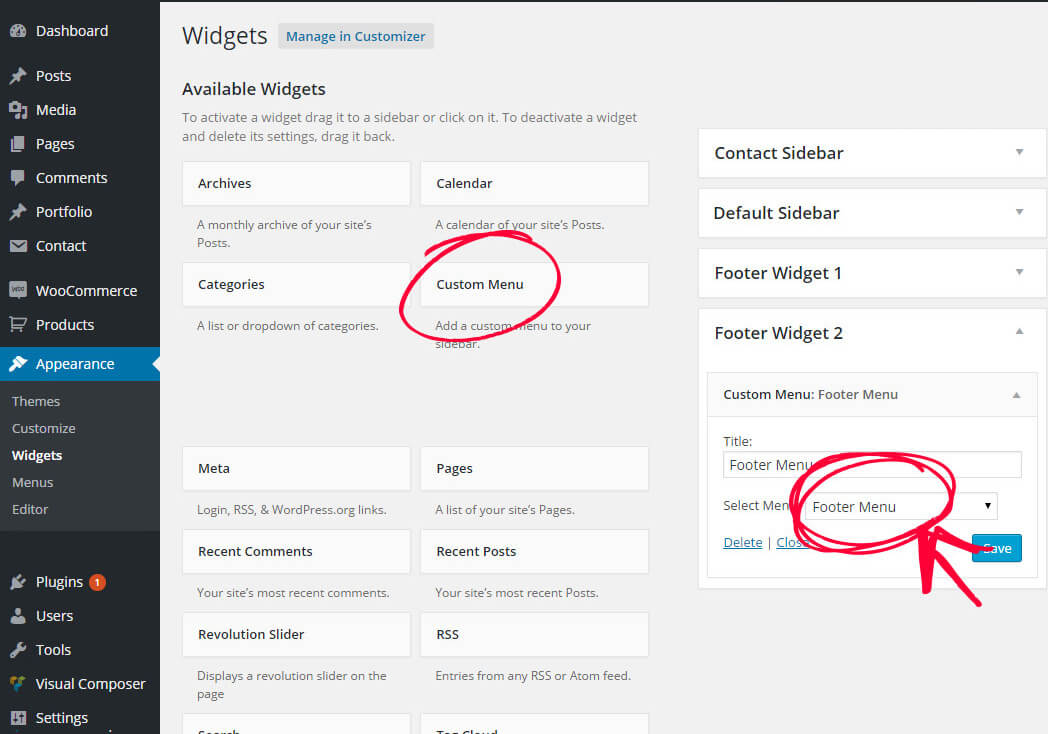 Dashboard
Posts
Media
Pages
Comments
Portfolio
Contact
WooCommerce
Products
Appearance
Themes
Customize
Widgets
Menus
Editor
Plugins 1
Users
Tools
Visual Composer
Settings
Widgets Manage in Customizer
Available Widgets
To activate a widget drag it to a sidebar or click on it. To deactivate a widget
and delete its settings, drag it back.
Archives
A monthly archive of your site's
Posts.
Calendar
A calendar of your site's Posts.
Categories
A list or dropdown of categories.
Custom Menu
Add a custom menu to your
sidebar.
Meta
Login, RSS, & WordPress.org links.
Pages
A list of your site's Pages.
Recent Comments
Your site's most recent comments.
Recent Posts
Your site's most recent Posts.
Revolution Slider
Displays a revolution slider on the
page
RSS
Entries from any RSS or Atom feed.
Search
Tag Cloud
Contact Sidebar
Default Sidebar
Footer Widget 1
Footer Widget 2
Custom Menu: Footer Menu
Title:
Footer Menu
Select Menu
Footer Menu
Delete | Close
Save